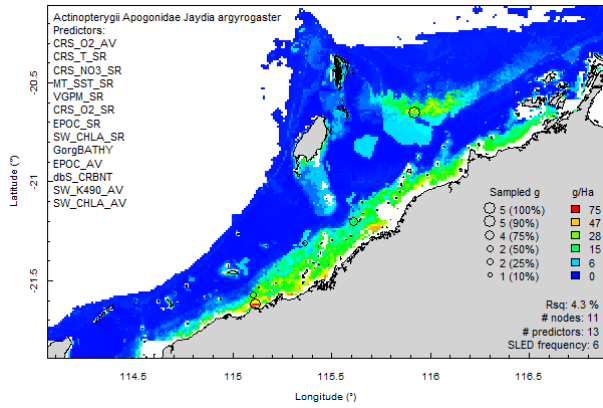 Actinopterygii Apogonidae Jaydia argyrogaster
Predictors:
CRS_O2_AV
CRS_T_SR
CRS_NO3_SR
MT_SST_SR
VGPM_SR
CRS_O2_SR
EPOC_SR
SW_CHLA_SR
GorgBATHY
EPOC_AV
dbS_CRBNT
SW_K490_AV
SW_CHLA_AV
20.5
21
21.5
Latitude (°)
Sampled g g/Ha
5 (100%) 75
5 (90%) 47
4 (75%) 28
2 (50%) 15
2 (25%) 6
1 (10%) 0
Rsq: 4.3 %
# nodes: 11
# predictors: 13
SLED frequency: 6
114.5 115 115.5 116 116.5
Longitude (°)